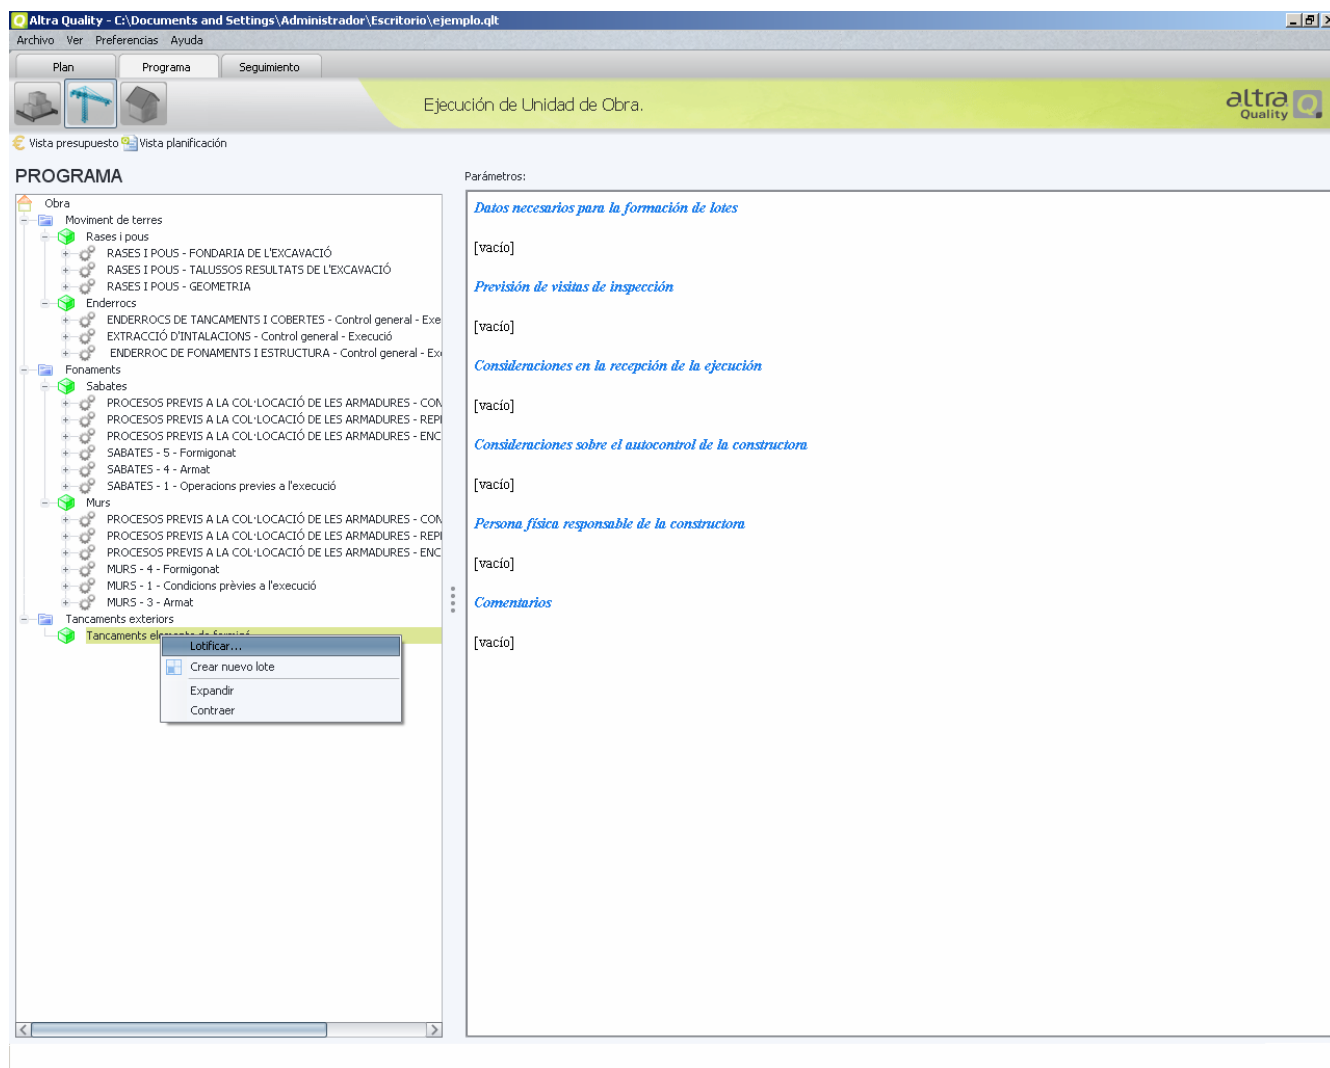 Altra Quality - C:\Documents and Settings\Administrador\Escritorio\ejemplo.qlt
Archivo Ver Preferencias Ayuda
Plan Programa Seguimiento
Ejecución de Unidad de Obra.
altra
Quality
Vista presupuesto Vista planificación
PROGRAMA
Obra
Moviment de terres
Rases i pous
RASES I POUS - FONDARIA DE L'EXCAVACIÓ
RASES I POUS - TALUSSOS RESULTATS DE L'EXCAVACIÓ
RASES I POUS - GEOMETRIA
Enderrocs
ENDERROCS DE TANCAMENTS I COBERTES - Control general - Exe
EXTRACCIÓ D'INTALACIONS - Control general - Execució
ENDERROC DE FONAMENTS I ESTRUCTURA - Control general - Ex
Fonaments
Sabates
PROCESOS PREVIS A LA COL·LOCACIÓ DE LES ARMADURES - CON
PROCESOS PREVIS A LA COL·LOCACIÓ DE LES ARMADURES - REP
PROCESOS PREVIS A LA COL·LOCACIÓ DE LES ARMADURES - ENC
SABATES - 5 - Formigonat
SABATES - 4 - Armat
SABATES - 1 - Operacions previes a l'execució
Murs
PROCESOS PREVIS A LA COL·LOCACIÓ DE LES ARMADURES - CON
PROCESOS PREVIS A LA COL·LOCACIÓ DE LES ARMADURES - REP
PROCESOS PREVIS A LA COL·LOCACIÓ DE LES ARMADURES - ENC
MURS - 4 - Formigonat
MURS - 1 - Condicions prèvies a l'execució
MURS - 3 - Armat
Tancaments exteriors
Tancaments
Lotificar...
Crear nuevo lote
Expandir
Contraer
Parámetros:
Datos necesarios para la formación de lotes
[vacío]
Previsión de visitas de inspección
[vacío]
Consideraciones en la recepción de la ejecución
[vacío]
Consideraciones sobre el autocontrol de la constructora
[vacío]
Persona física responsable de la constructora
[vacío]
Comentarios
[vacío]